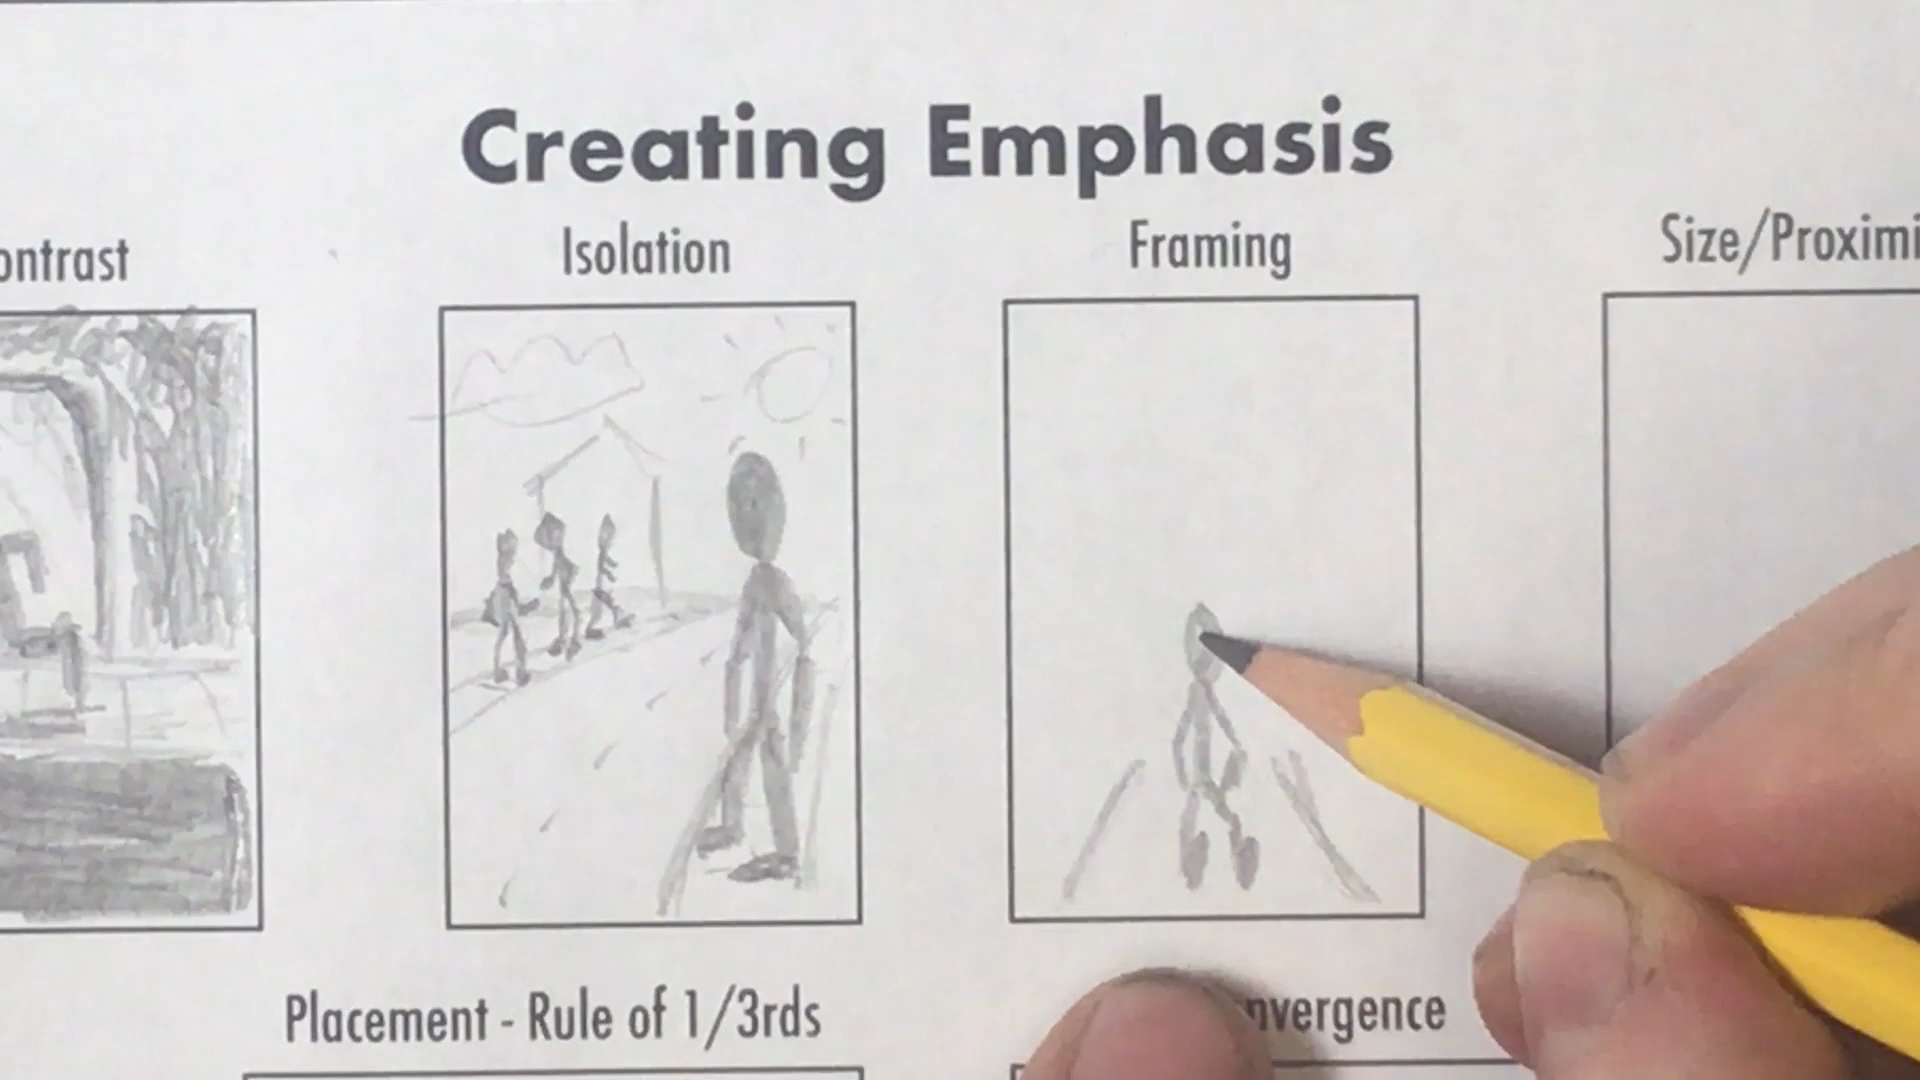 Creating Emphasis
ontrast
Isolation
Framing
Size/Proximi
Placement - Rule of 1/3rds
nvergence